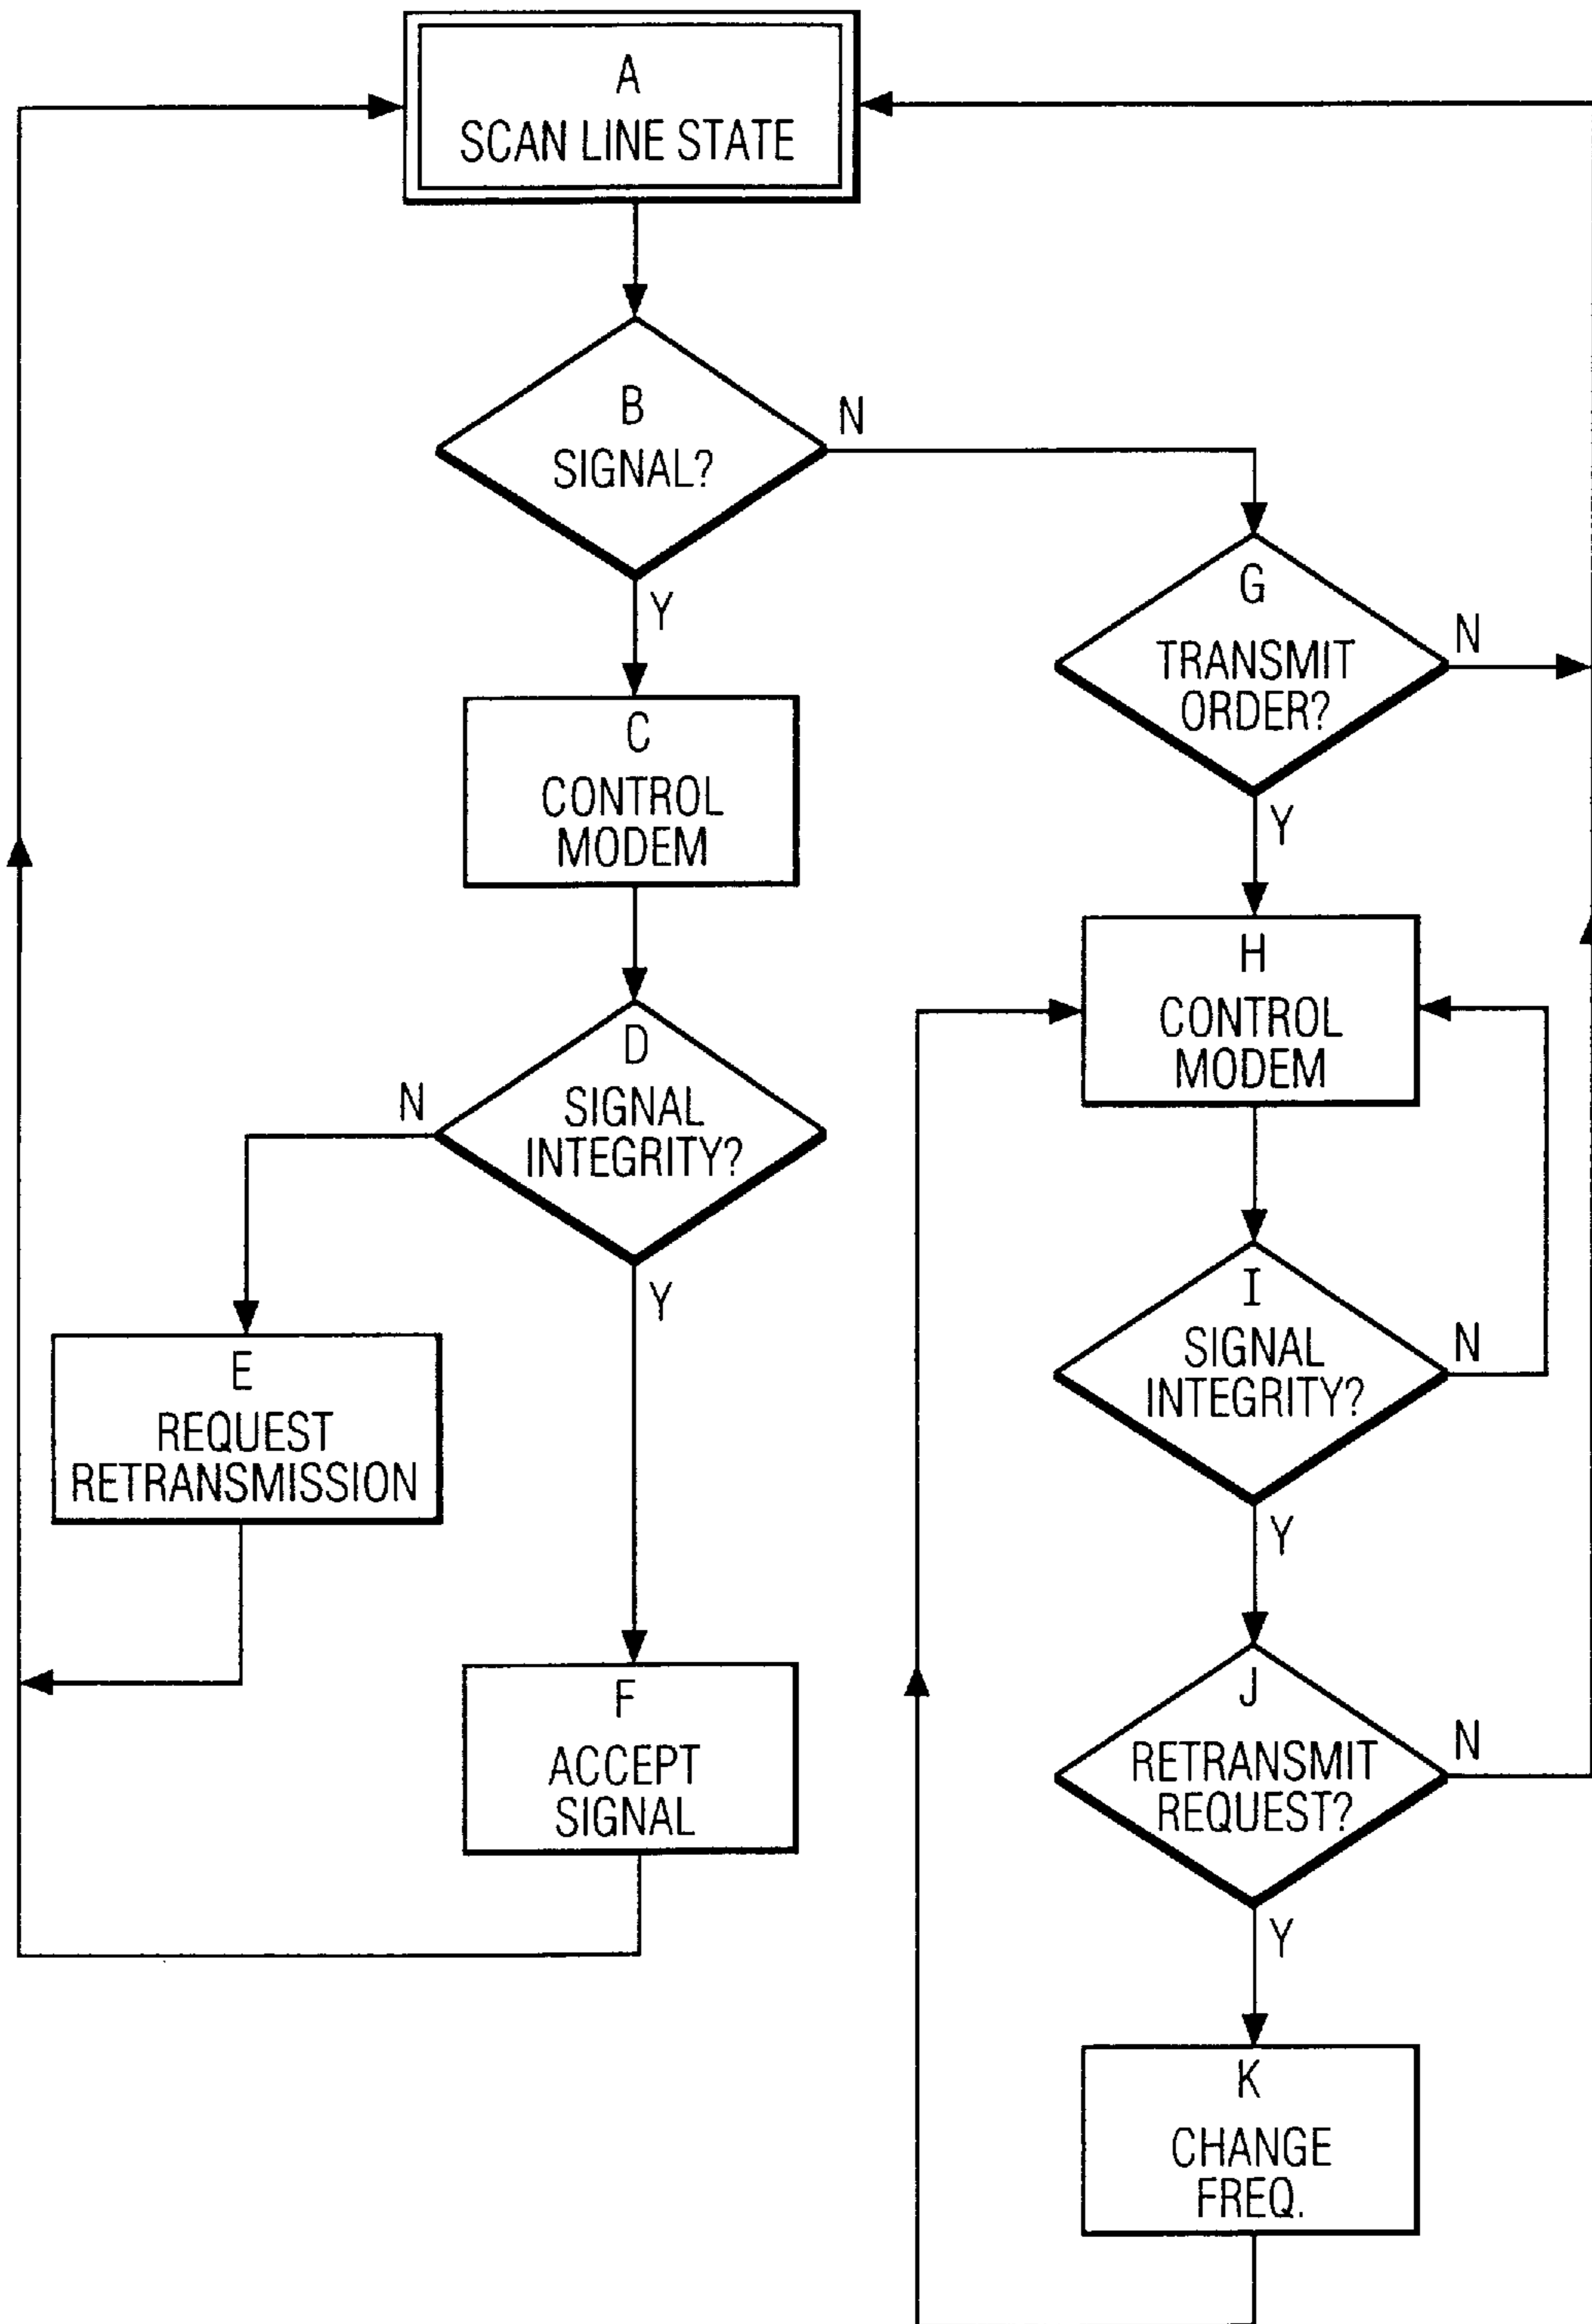 A
SCAN LINE STATE
B
SIGNAL?
N
Y
G
TRANSMIT
ORDER?
N
Y
C
CONTROL
MODEM
H
CONTROL
MODEM
D
SIGNAL
INTEGRITY?
N
Y
I
SIGNAL
INTEGRITY?
N
Y
E
REQUEST
RETRANSMISSION
F
ACCEPT
SIGNAL
J
RETRANSMIT
REQUEST?
N
Y
K
CHANGE
FREQ.